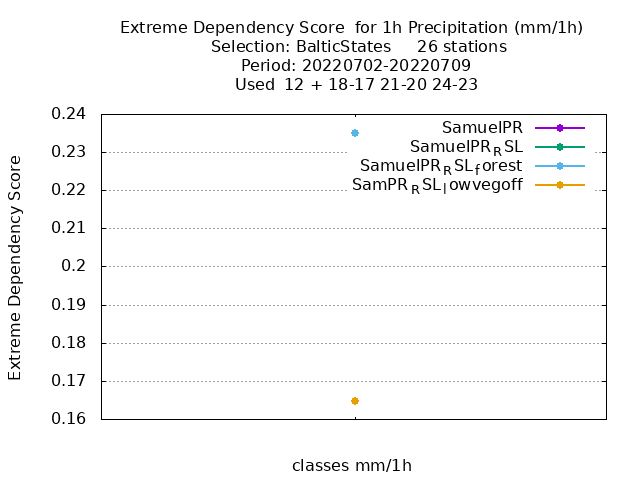 Extreme Dependency Score  for 1h Precipitation (mm/1h)
Selection: BalticStates     26 stations
Period: 20220702-20220709
Used  12 + 18-17 21-20 24-23
0.24
0.23
0.22
0.21
0.2
0.19
0.18
0.17
0.16
Extreme Dependency Score
SamuelPR
SamuelPR_RSL
SamuelPR_RSL_forest
SamPR_RSL_lowvegoff
classes mm/1h